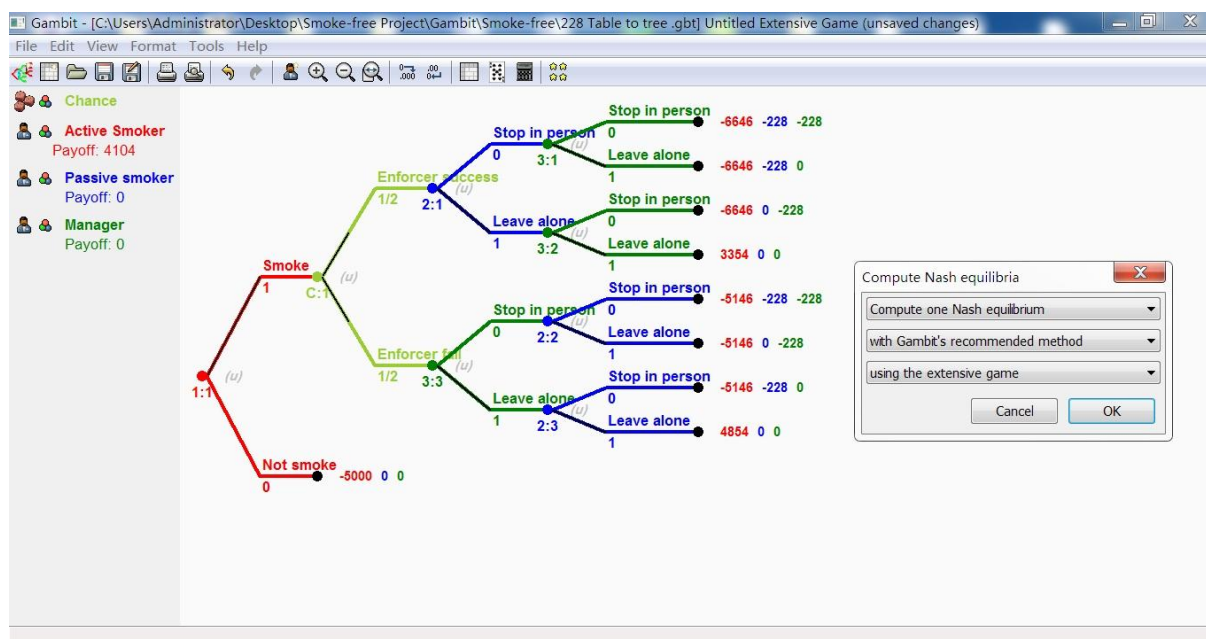 Gambit - [C:\Users\Administrator\Desktop\Smoke-free Project\Gambit\Smoke-free\228 Table to tree .gbt] Untitled Extensive Game (unsaved changes)
File Edit View Format Tools Help
Chance
Active Smoker
Payoff: 4104
Passive smoker
Payoff: 0
Manager
Payoff: 0
1:1
(u)
Smoke
1
C:1
(u)
Not smoke
0
-5000 0 0
Enforcer success
1/2
2:1
(u)
Enforcer fail
1/2
3:3
(u)
Stop in person
0
3:1
(u)
Leave alone
1
3:2
(u)
Stop in person
0
2:2
(u)
Leave alone
1
2:3
(u)
Stop in person
0
-6646 -228 -228
Leave alone
1
-6646 -228 0
Stop in person
0
-6646 0 -228
Leave alone
1
3354 0 0
Stop in person
0
-5146 -228 -228
Leave alone
1
-5146 0 -228
Stop in person
0
-5146 -228 0
Leave alone
1
4854 0 0
Compute Nash equilibria
X
Compute one Nash equilibrium
with Gambit's recommended method
using the extensive game
Cancel OK